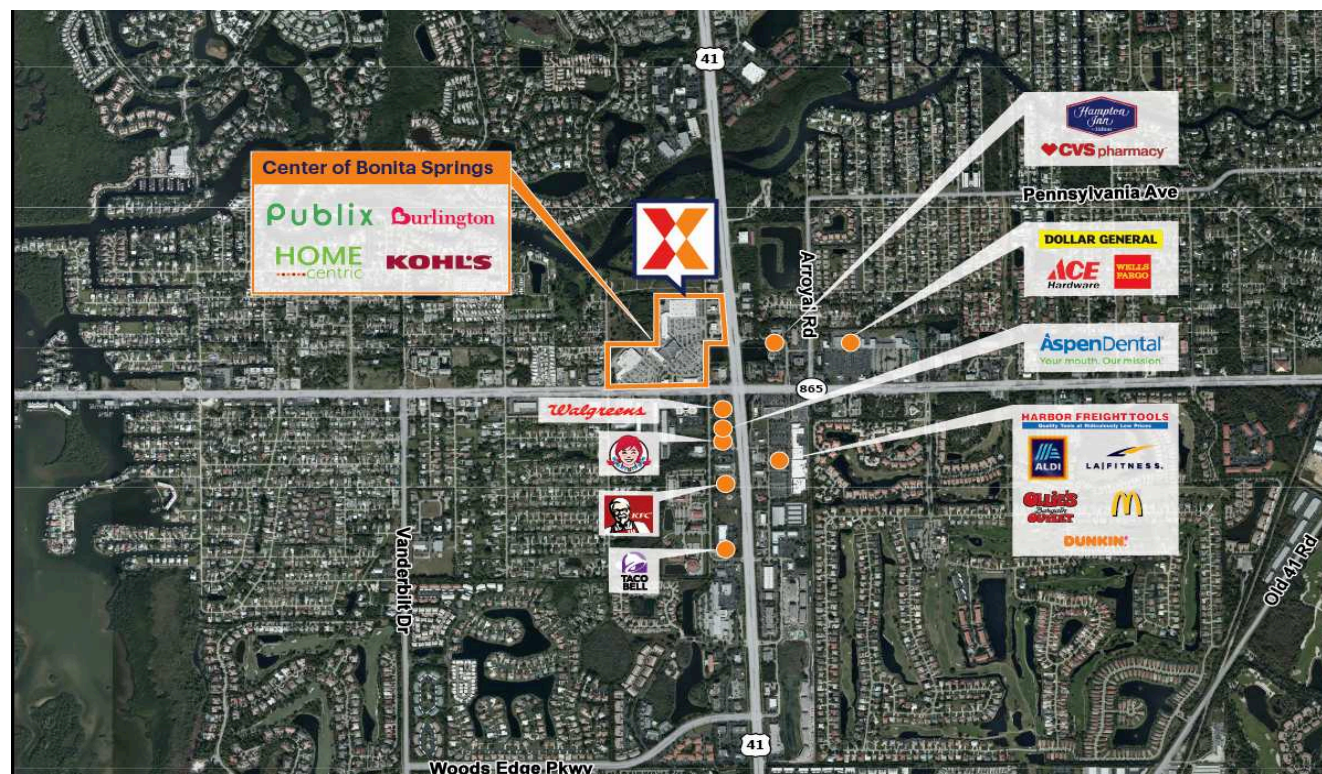 41
Center of Bonita Springs
Publix Burlington
HOME centric KOHL'S
Hampton Inn
by Hilton
CVS pharmacy
Pennsylvania Ave
DOLLAR GENERAL
ACE Hardware
WELLS FARGO
Arroyal Rd
AspenDental
Your mouth. Our mission.
865
Walgreens
HARBOR FREIGHT TOOLS
Quality Tools at Ridiculously Low Prices
ALDI
LA|FITNESS.
KFC
OLLIE'S
Bargain
OUTLET
DUNKIN'
TACO
BELL
Vanderbilt Dr
Old 41 Rd
41
Woods Edge Pkwy